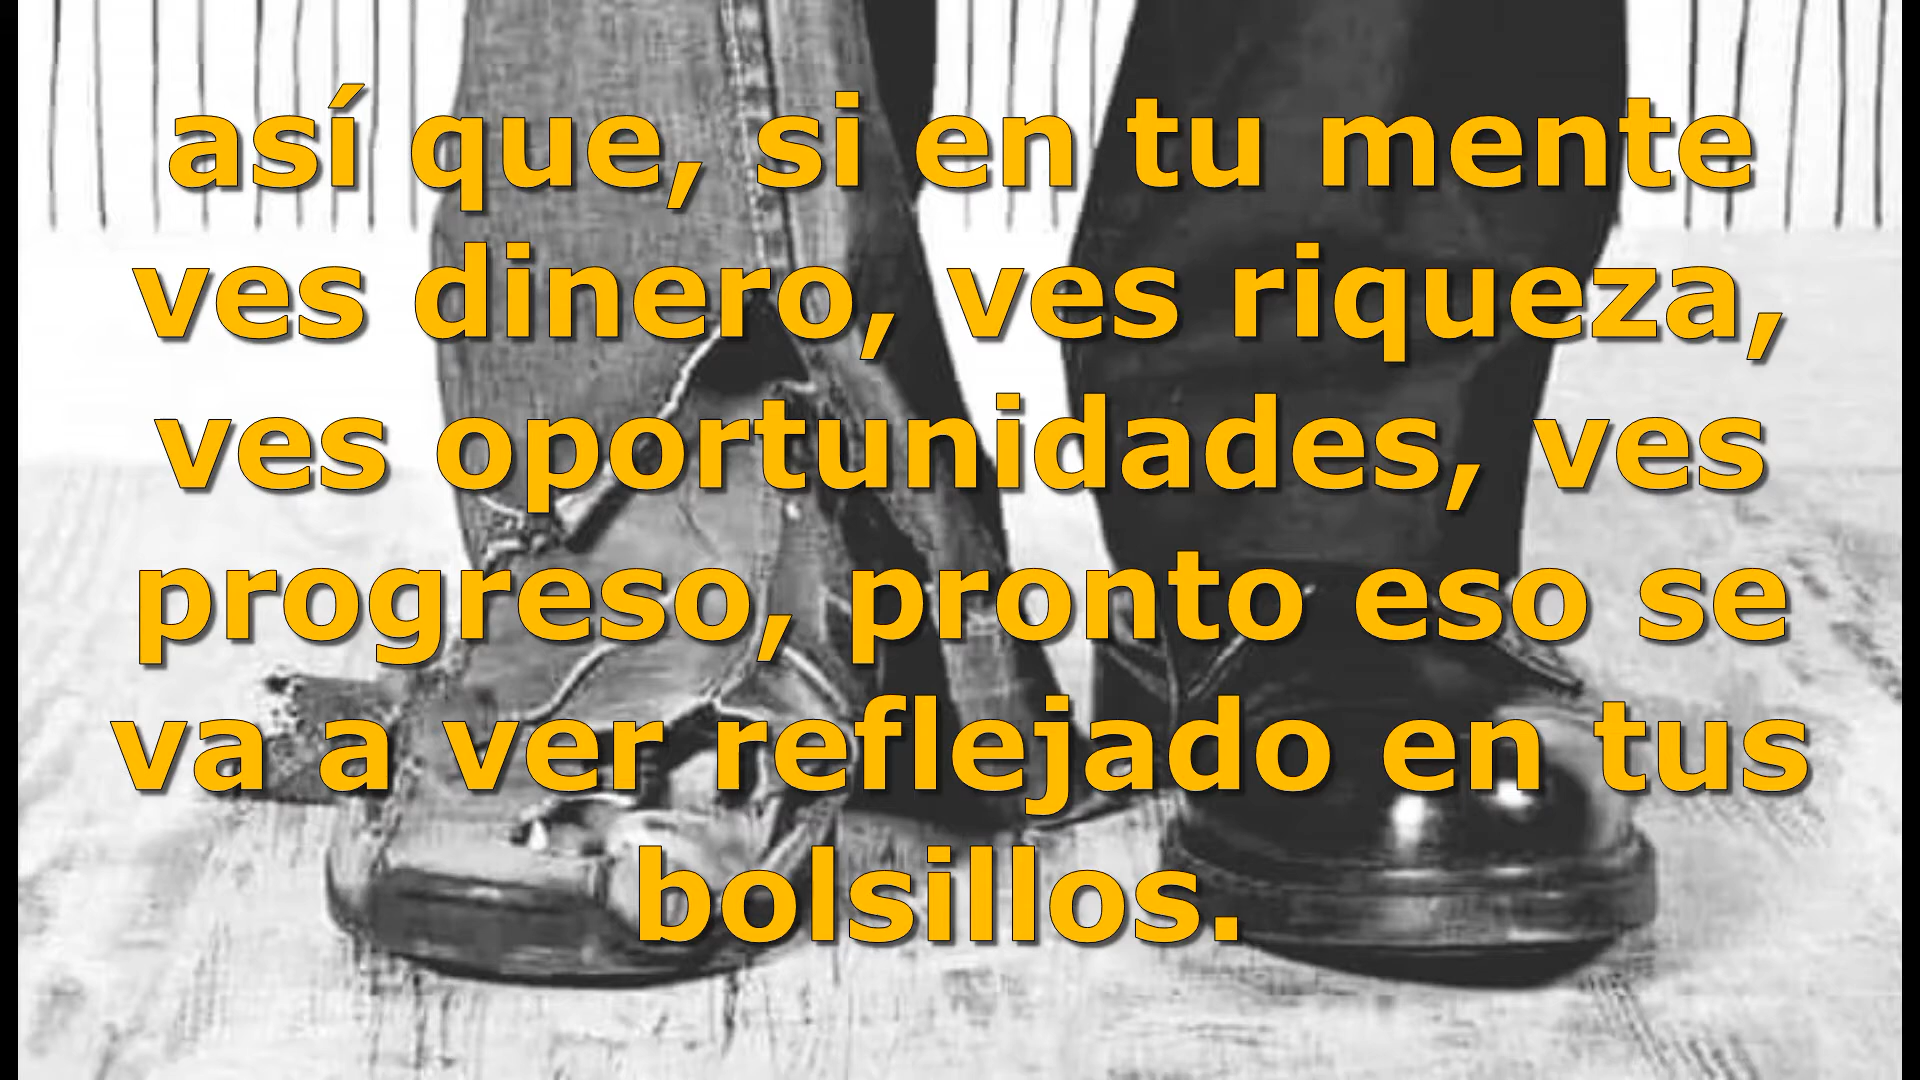 así que, si en tu mente
ves dinero, ves riqueza,
ves oportunidades, ves
progreso, pronto eso se
va a ver reflejado en tus
bolsillos.